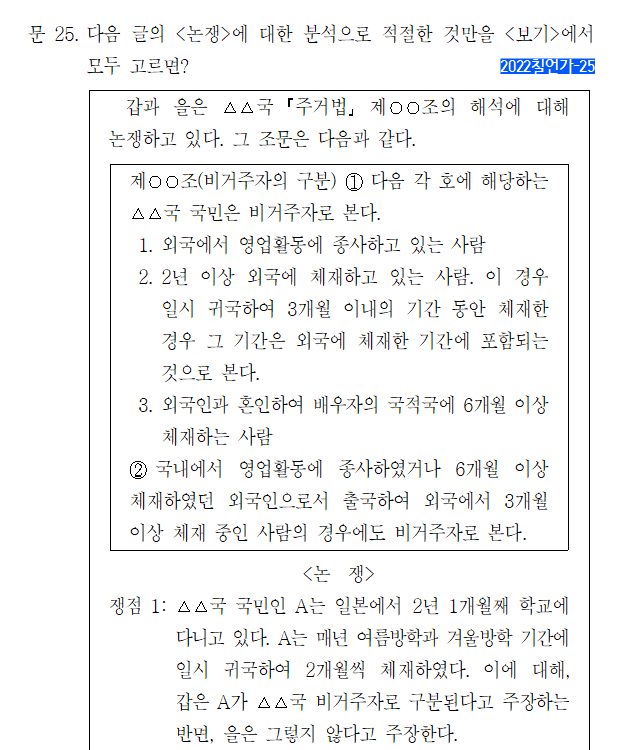 문 25. 다음 글의 <논쟁>에 대한 분석으로 적절한 것만을 <보기>에서
모두 고르면?
2022칠언가-25
갑과 을은 △△국 「주거법」 제○○조의 해석에 대해
논쟁하고 있다. 그 조문은 다음과 같다.
제○○조(비거주자의 구분) ① 다음 각 호에 해당하는
△△국 국민은 비거주자로 본다.
1. 외국에서 영업활동에 종사하고 있는 사람
2. 2년 이상 외국에 체재하고 있는 사람. 이 경우
일시 귀국하여 3개월 이내의 기간 동안 체재한
경우 그 기간은 외국에 체재한 기간에 포함되는
것으로 본다.
3. 외국인과 혼인하여 배우자의 국적국에 6개월 이상
체재하는 사람
② 국내에서 영업활동에 종사하였거나 6개월 이상
체재하였던 외국인으로서 출국하여 외국에서 3개월
이상 체재 중인 사람의 경우에도 비거주자로 본다.
<논 쟁>
쟁점 1: △△국 국민인 A는 일본에서 2년 1개월째 학교에
다니고 있다. A는 매년 여름방학과 겨울방학 기간에
일시 귀국하여 2개월씩 체재하였다. 이에 대해,
갑은 A가 △△국 비거주자로 구분된다고 주장하는
반면, 을은 그렇지 않다고 주장한다.